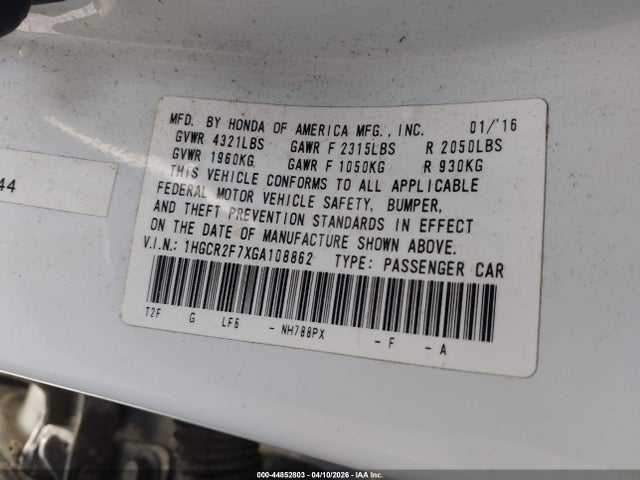 MFD. BY HONDA OF AMERICA MFG., INC. 01/'16
GVWR 4321LBS GAWR F 2315LBS R 2050LBS
GVWR 1960KG GAWR F 1050KG R 930KG
THIS VEHICLE CONFORMS TO ALL APPLICABLE
FEDERAL MOTOR VEHICLE SAFETY, BUMPER,
AND THEFT PREVENTION STANDARDS IN EFFECT
ON THE DATE OF MANUFACTURE SHOWN ABOVE.
V.I.N.: 1HGCR2F7XGA108862 TYPE: PASSENGER CAR
T2F G LF6 - NH788PX - F - A
44
000-44852803 - 04/10/2026 - IAA Inc.